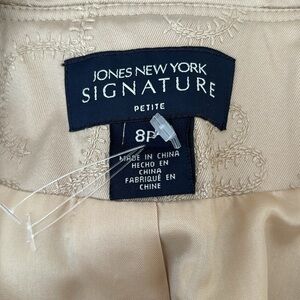 JONES NEW YORK
SIGNATURE
PETITE
8P
MADE IN CHINA
HECHO EN
CHINA
FABRIQUÉ EN
CHINE